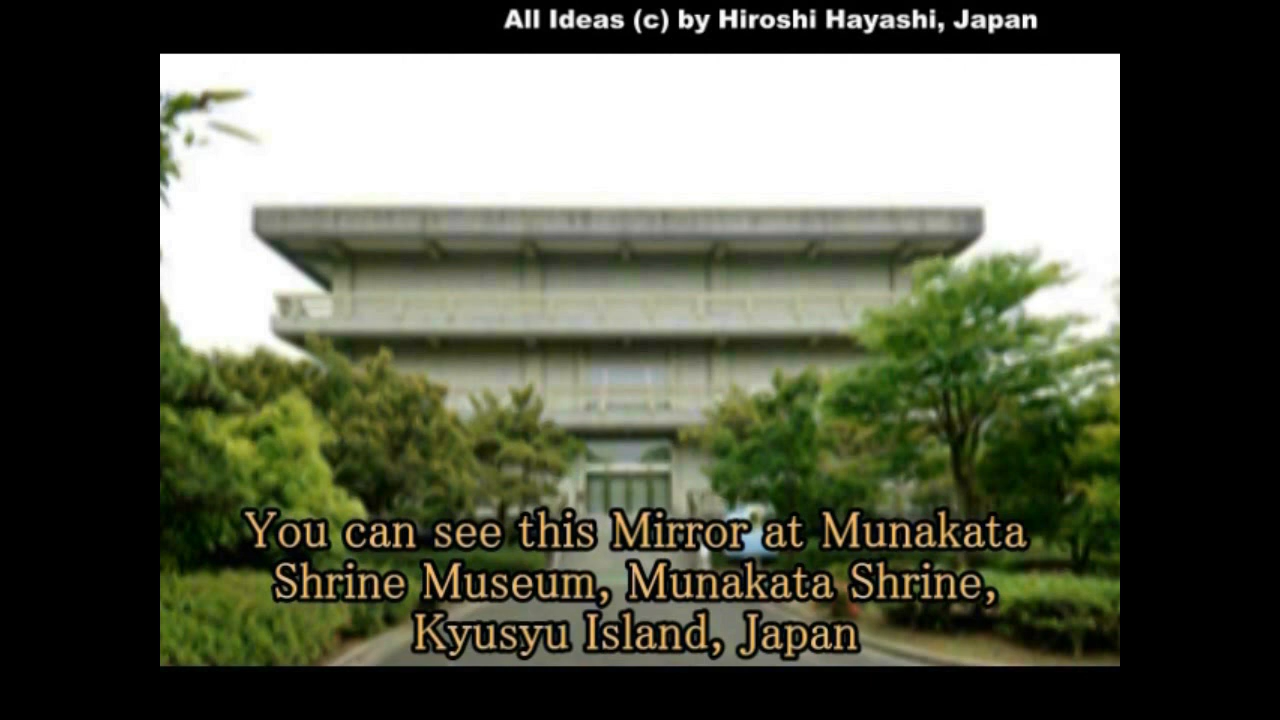 All Ideas (c) by Hiroshi Hayashi, Japan
You can see this Mirror at Munakata
Shrine Museum, Munakata Shrine,
Kyusyu Island, Japan